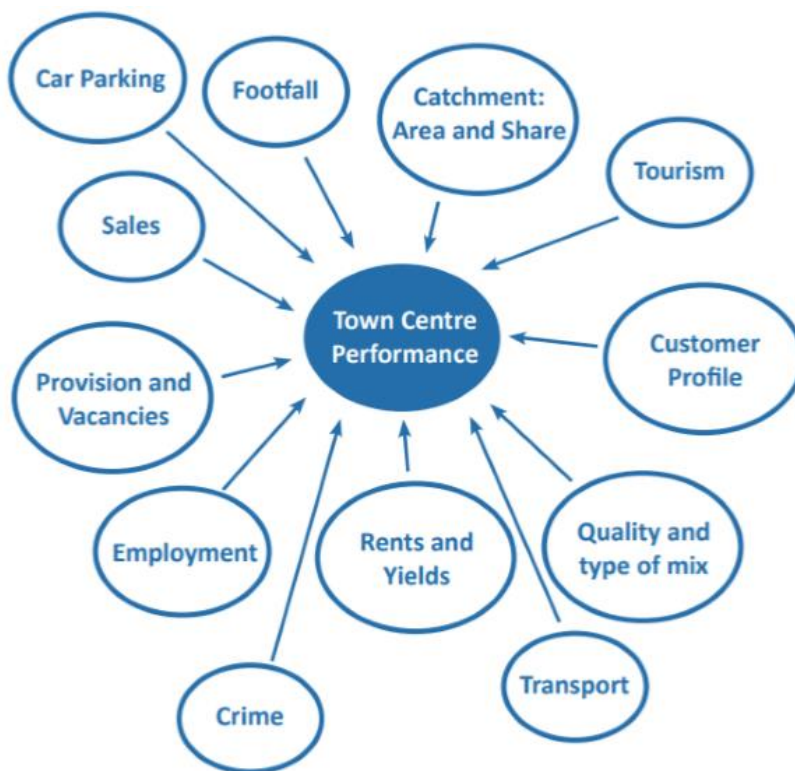 Car Parking
Footfall
Catchment:
Area and Share
Tourism
Sales
Town Centre
Performance
Customer
Profile
Provision and
Vacancies
Employment
Rents and
Yields
Quality and
type of mix
Crime
Transport